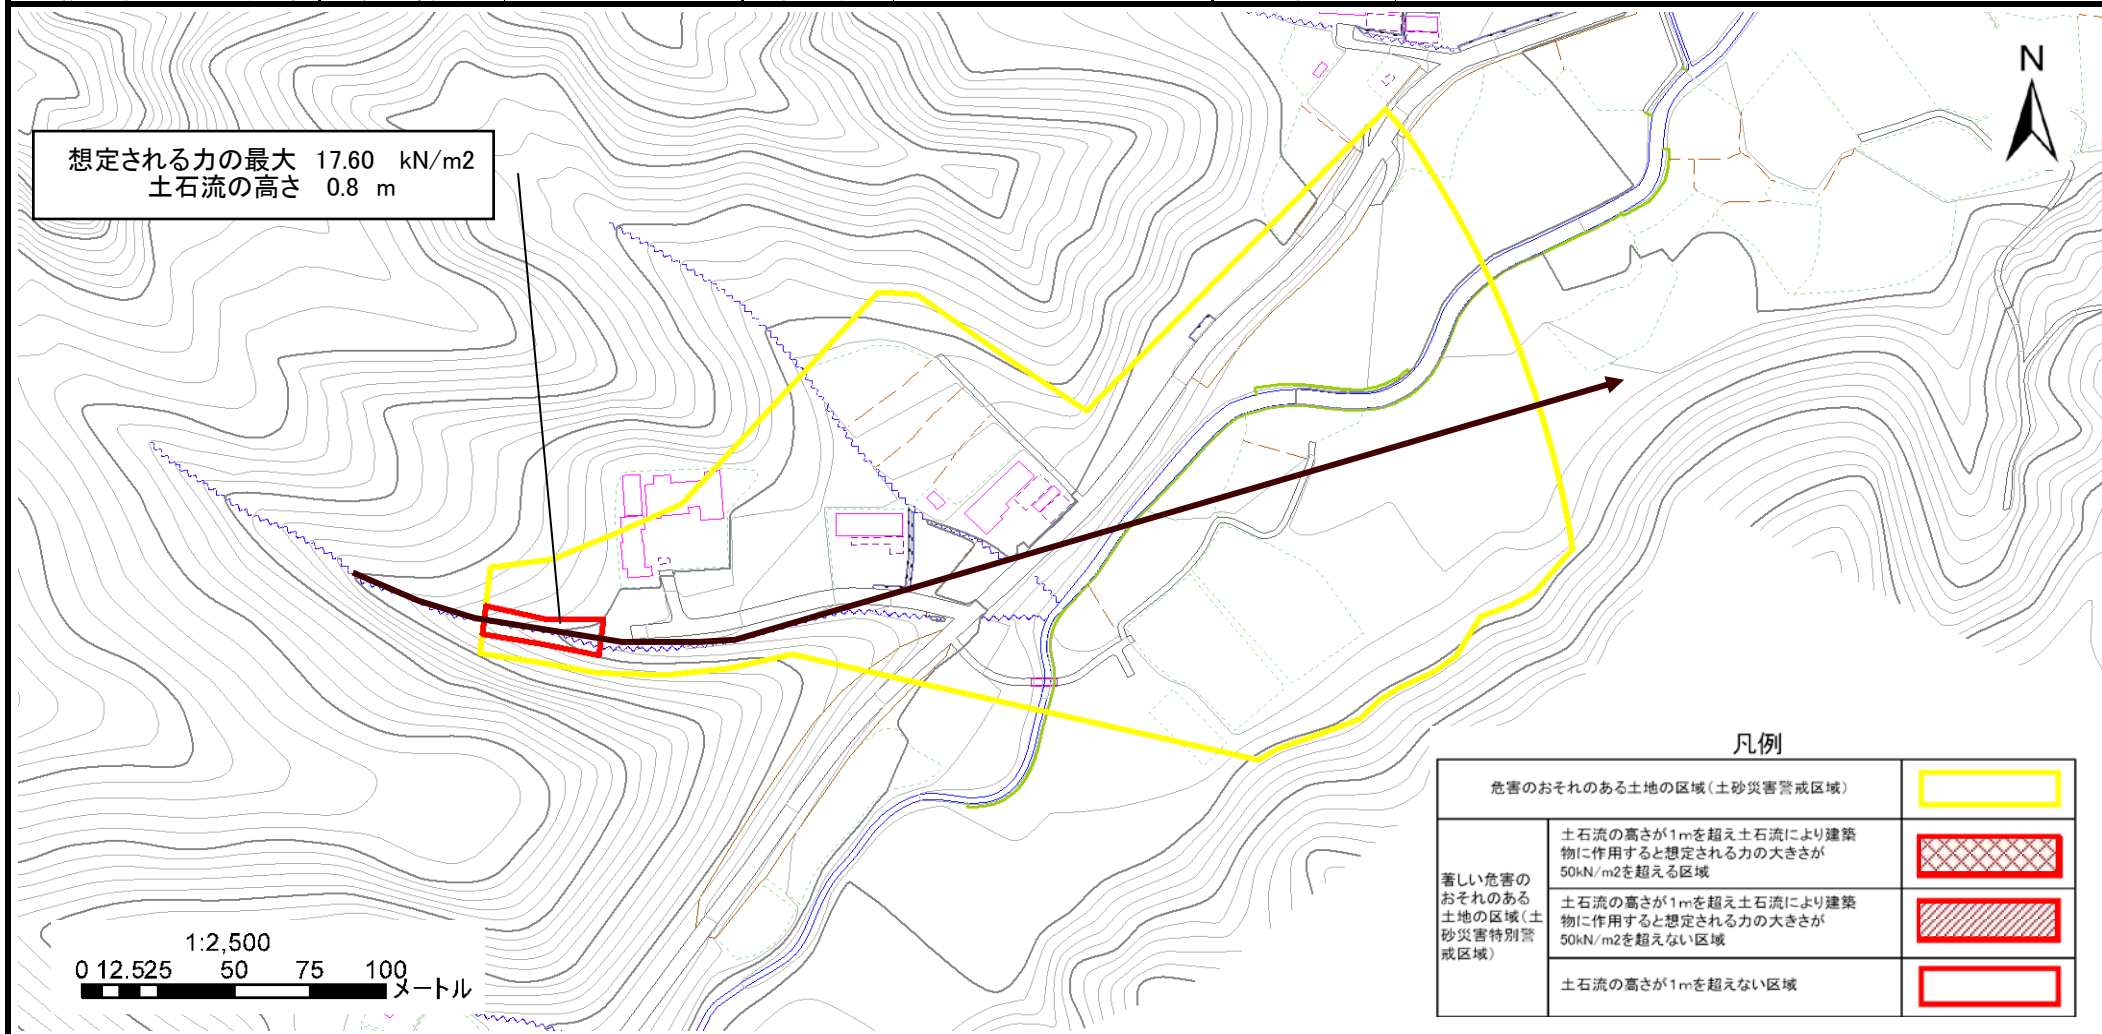 想定される力の最大 17.60 kN/m2
土石流の高さ 0.8 m
N
凡例
危害のおそれのある土地の区域(土砂災害警戒区域)
著しい危害の
おそれのある
土地の区域(土
砂災害特別警
戒区域)
土石流の高さが1mを超え土石流により建築
物に作用すると想定される力の大きさが
50kN/m2を超える区域
土石流の高さが1mを超え土石流により建築
物に作用すると想定される力の大きさが
50kN/m2を超えない区域
土石流の高さが1mを超えない区域
1:2,500
0 12.525 50 75 100
メートル